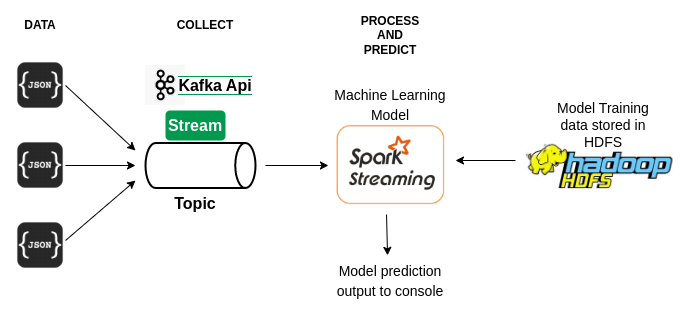 DATA
COLLECT
PROCESS
AND
PREDICT
{JSON}
{JSON}
{JSON}
Kafka Api
Stream
Topic
Machine Learning
Model
Spark
Streaming
Model prediction
output to console
Model Training
data stored in
HDFS
hadoop
HDFS